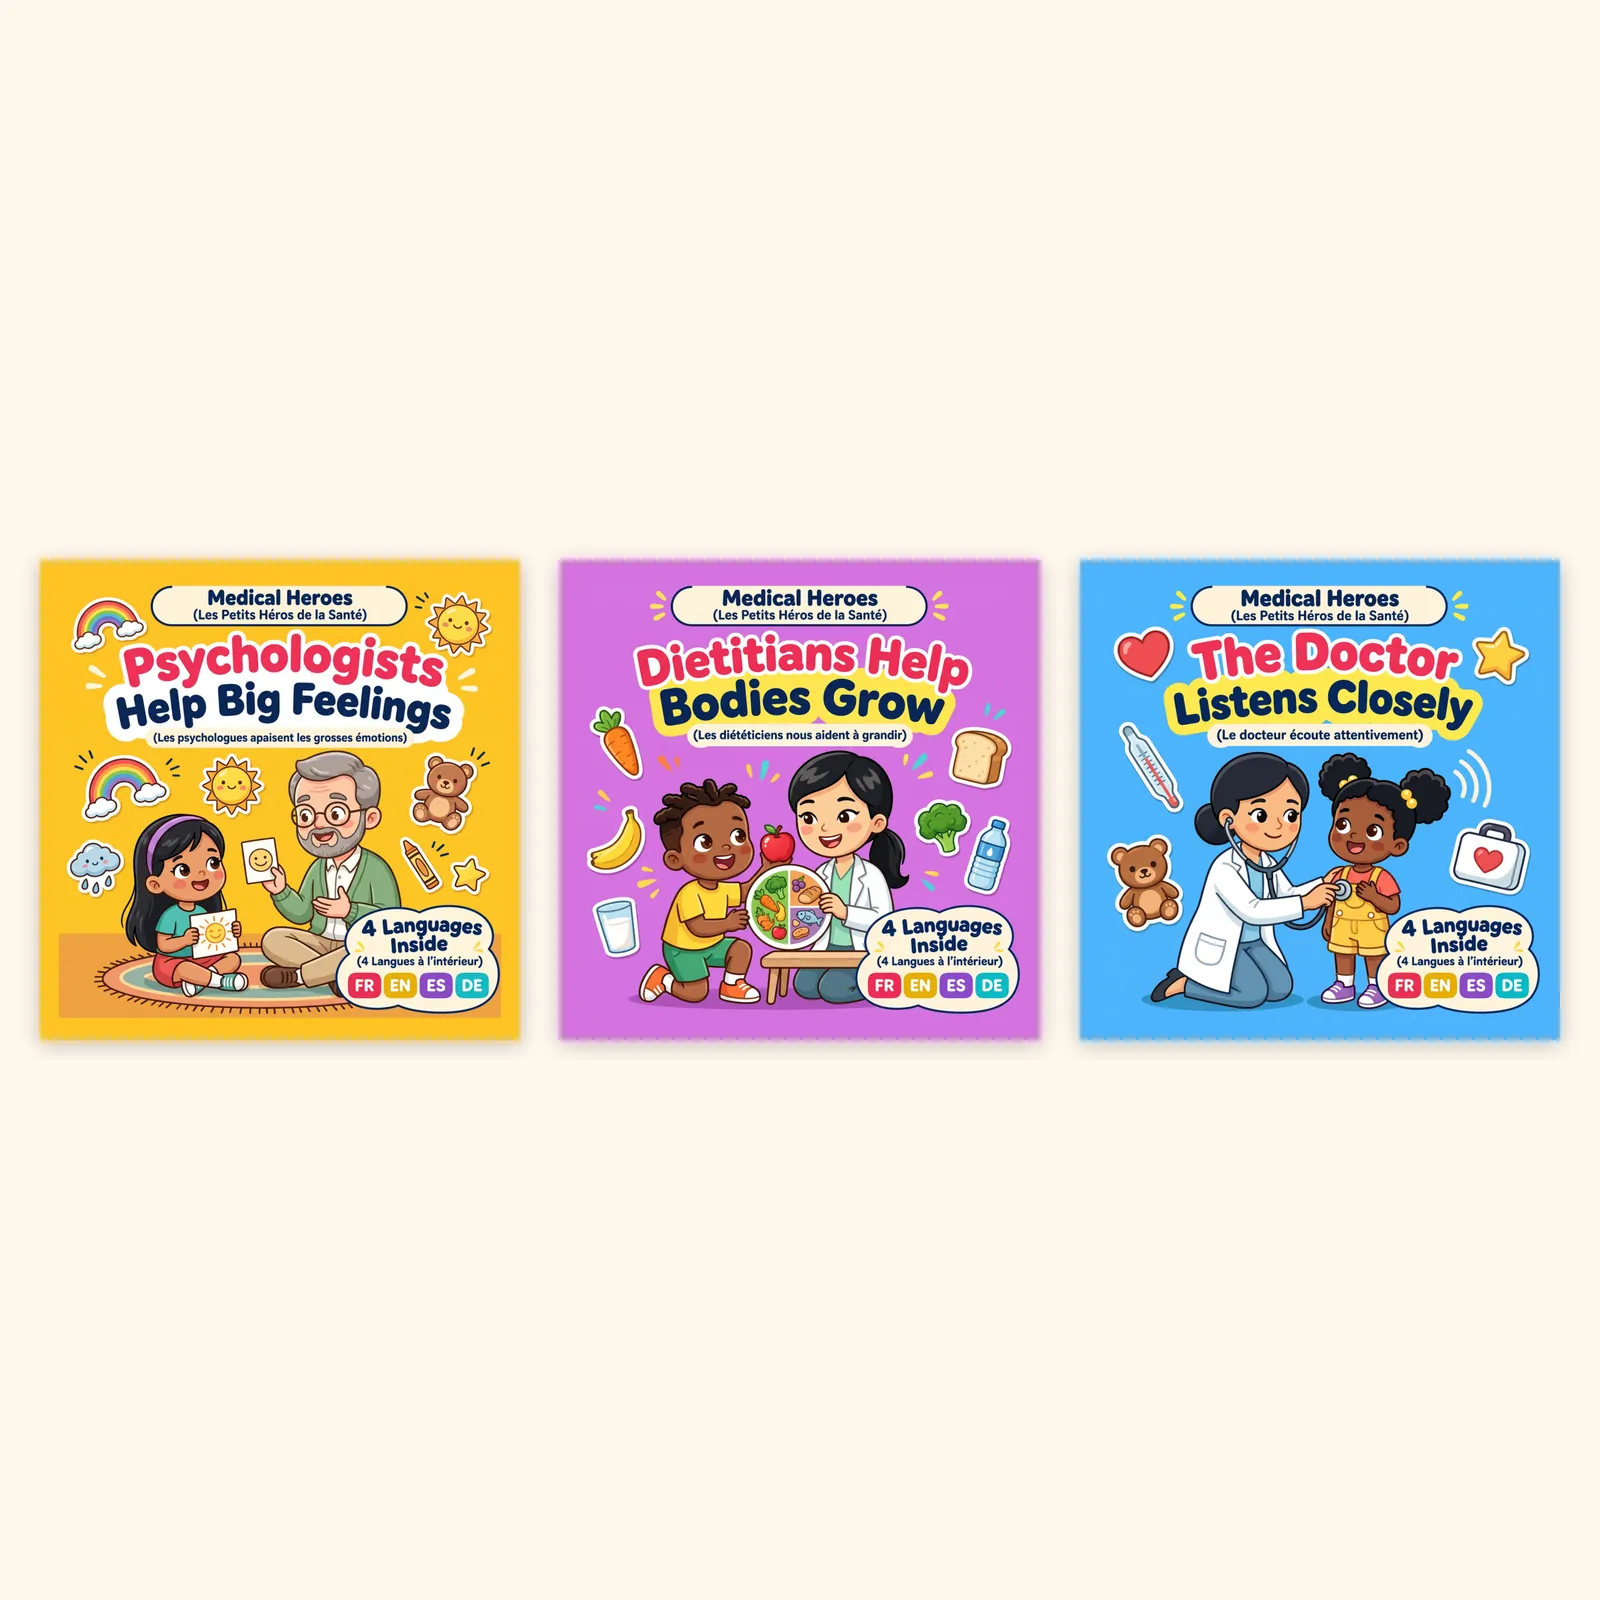 Medical Heroes
(Les Petits Héros de la Santé)
Psychologists
Help Big Feelings
(Les psychologues apaisent les grosses émotions)
4 Languages
Inside
(4 Langues à l'intérieur)
FR EN ES DE
Medical Heroes
(Les Petits Héros de la Santé)
Dietitians Help
Bodies Grow
(Les diététiciens nous aident à grandir)
4 Languages
Inside
(4 Langues à l'intérieur)
FR EN ES DE
Medical Heroes
(Les Petits Héros de la Santé)
The Doctor
Listens Closely
(Le docteur écoute attentivement)
4 Languages
Inside
(4 Langues à l'intérieur)
FR EN ES DE